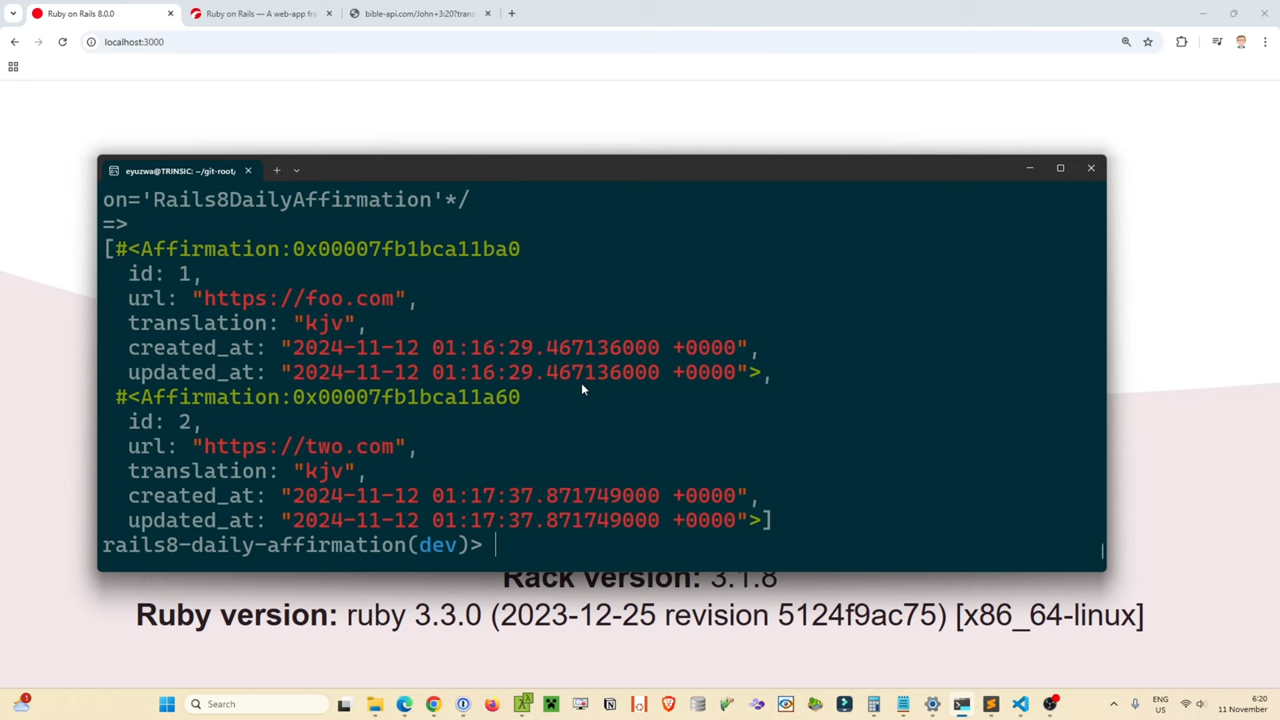 Ruby on Rails 8.0.0
Ruby on Rails — A web-app fra
bible-api.com/John+3:20?trans
localhost:3000
eyuzwa@TRINSIC: ~/git-root/
on='Rails8DailyAffirmation'*/
=>
[#<Affirmation:0x00007fb1bca11ba0
id: 1,
url: "https://foo.com",
translation: "kjv",
created_at: "2024-11-12 01:16:29.467136000 +0000",
updated_at: "2024-11-12 01:16:29.467136000 +0000">,
#<Affirmation:0x00007fb1bca11a60
id: 2,
url: "https://two.com",
translation: "kjv",
created_at: "2024-11-12 01:17:37.871749000 +0000",
updated_at: "2024-11-12 01:17:37.871749000 +0000">]
rails8-daily-affirmation(dev)>
Rack version: 3.1.8
Ruby version: ruby 3.3.0 (2023-12-25 revision 5124f9ac75) [x86_64-linux]
1
Search
ENG
US
6:20
11 November